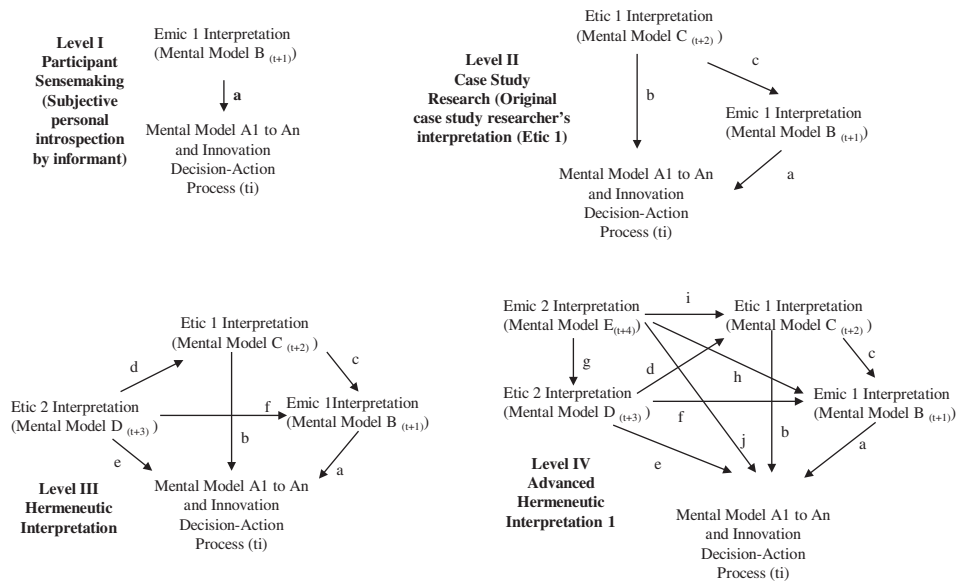 Level I
Participant
Sensemaking
(Subjective
personal
introspection
by informant)
Emic 1 Interpretation
(Mental Model B (t+1))
a
Mental Model A1 to An
and Innovation
Decision-Action
Process (ti)
Level II
Case Study
Research (Original
case study researcher's
interpretation (Etic 1)
Etic 1 Interpretation
(Mental Model C (t+2))
c
b
Emic 1 Interpretation
(Mental Model B (t+1))
a
Mental Model A1 to An
and Innovation
Decision-Action
Process (ti)
Etic 1 Interpretation
(Mental Model C (t+2))
d
c
Etic 2 Interpretation
(Mental Model D (t+3))
f
Emic 1Interpretation
(Mental Model B (t+1))
b
e
a
Level III
Hermeneutic
Interpretation
Mental Model A1 to An
and Innovation
Decision-Action
Process (ti)
Emic 2 Interpretation
(Mental Model E(t+4))
i
Etic 1 Interpretation
(Mental Model C (t+2))
g
d
h
c
Etic 2 Interpretation
(Mental Model D (t+3))
f
Emic 1 Interpretation
(Mental Model B (t+1))
b
j
a
e
Level IV
Advanced
Hermeneutic
Interpretation 1
Mental Model A1 to An
and Innovation
Decision-Action
Process (ti)